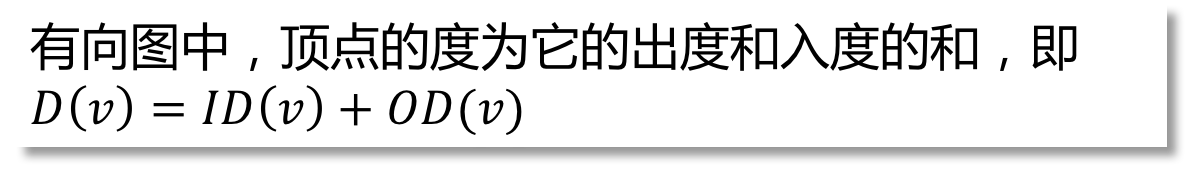 有向图中，顶点的度为它的出度和入度的和，即
D(v) = ID(v) + OD(v)